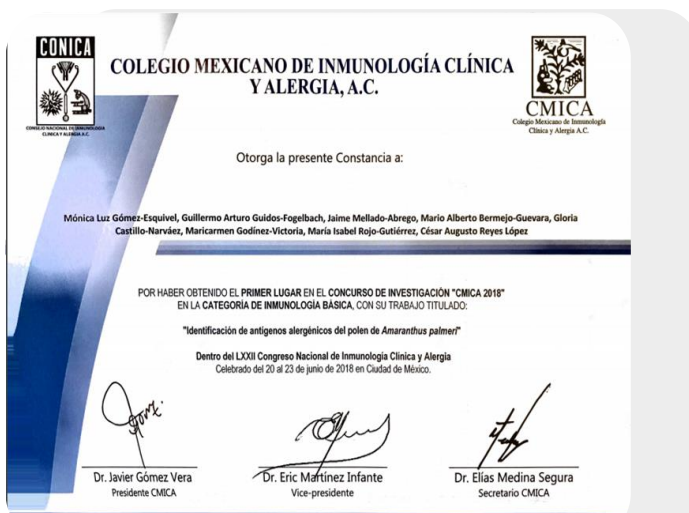 CONICA
CONSEJO NACIONAL DE INMUNOLOGIA
CLINICA Y ALERGIA A.C.
COLEGIO MEXICANO DE INMUNOLOGÍA CLÍNICA
Y ALERGIA, A.C.
CMICA
Colegio Mexicano de Inmunología
Clínica y Alergia A.C.
Otorga la presente Constancia a:
Mónica Luz Gómez-Esquivel, Guillermo Arturo Guidos-Fogelbach, Jaime Mellado-Abrego, Mario Alberto Bermejo-Guevara, Gloria
Castillo-Narváez, Maricarmen Godínez-Victoria, María Isabel Rojo-Gutiérrez, César Augusto Reyes López
POR HABER OBTENIDO EL PRIMER LUGAR EN EL CONCURSO DE INVESTIGACIÓN "CMICA 2018"
EN LA CATEGORÍA DE INMUNOLOGÍA BÁSICA, CON SU TRABAJO TITULADO:
"Identificación de antígenos alergénicos del polen de Amaranthus palmeri"
Dentro del LXXII Congreso Nacional de Inmunología Clínica y Alergia
Celebrado del 20 al 23 de junio de 2018 en Ciudad de México.
Dr. Javier Gómez Vera
Presidente CMICA
Dr. Eric Martínez Infante
Vice-presidente
Dr. Elías Medina Segura
Secretario CMICA